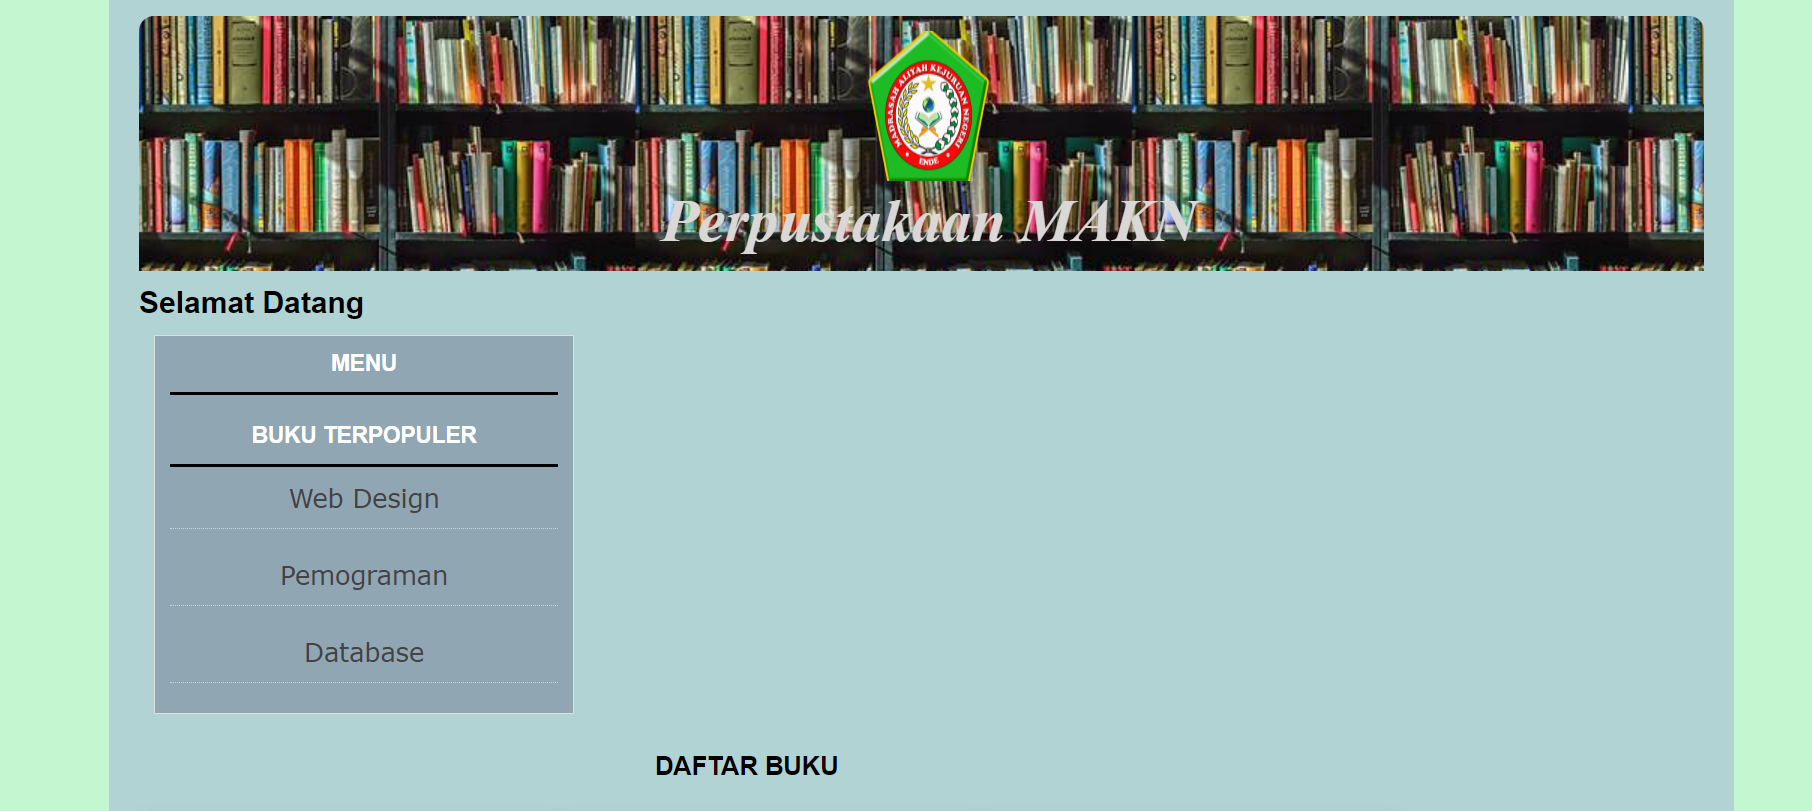 MADRASAH ALIYAH KEJURUAN NEGERI
ENDE
Perpustakaan MAKN
Selamat Datang
MENU
BUKU TERPOPULER
Web Design
Pemograman
Database
DAFTAR BUKU